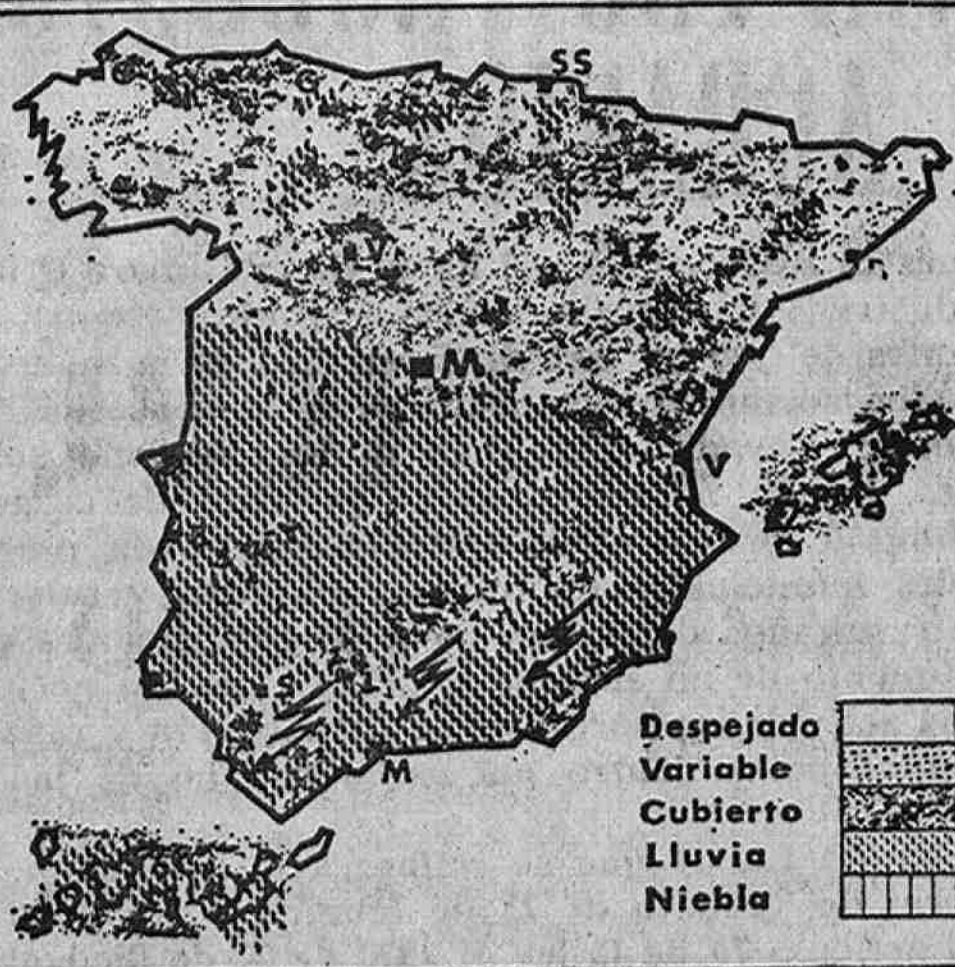 SS
C
G
V
Z
B
M
V
S
M
Despejado
Variable
Cubierto
Lluvia
Niebla